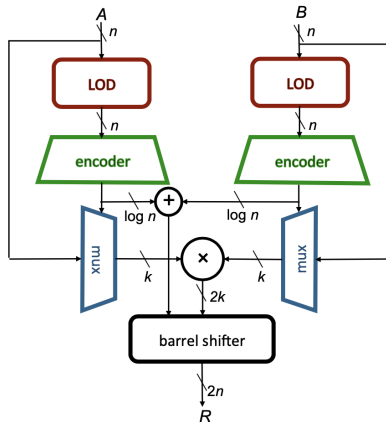 A B
n n
LOD LOD
n n
encoder encoder
+
log n log n
mux k × k mux
2k
barrel shifter
2n
R